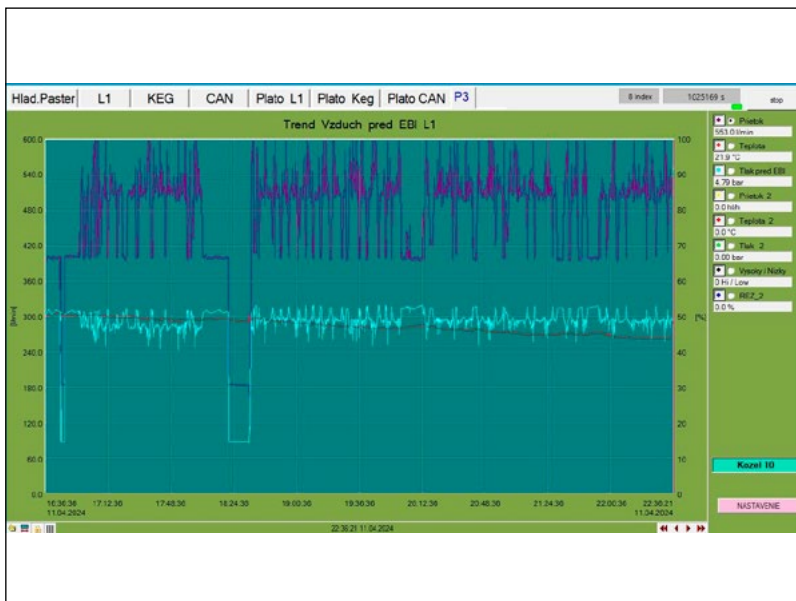 Hlad.Paster L1 KEG CAN Plato L1 Plato Keg Plato CAN P3 8 index 1025169 s stop
Trend Vzduch pred EBI L1
600.0 100
540.0 90
480.0 80
420.0 70
360.0 60
300.0 50
[l/min] [%]
240.0 40
180.0 30
120.0 20
60.0 10
0.0 0
16:36:36 17:12:36 17:48:36 18:24:36 19:00:36 19:36:36 20:12:36 20:48:36 21:24:36 22:00:36 22:36:21
11.04.2024 11.04.2024
22:36:21 11.04.2024
Prietok
553.0 l/min
Teplota
21.9 °C
Tlak pred EBI
4.79 bar
Prietok 2
0.0 hl/h
Teplota 2
0.0 °C
Tlak 2
0.00 bar
Vysoky / Nizky
0 Hi / Low
REZ_2
0.0 %
Kozel 10
NASTAVENIE